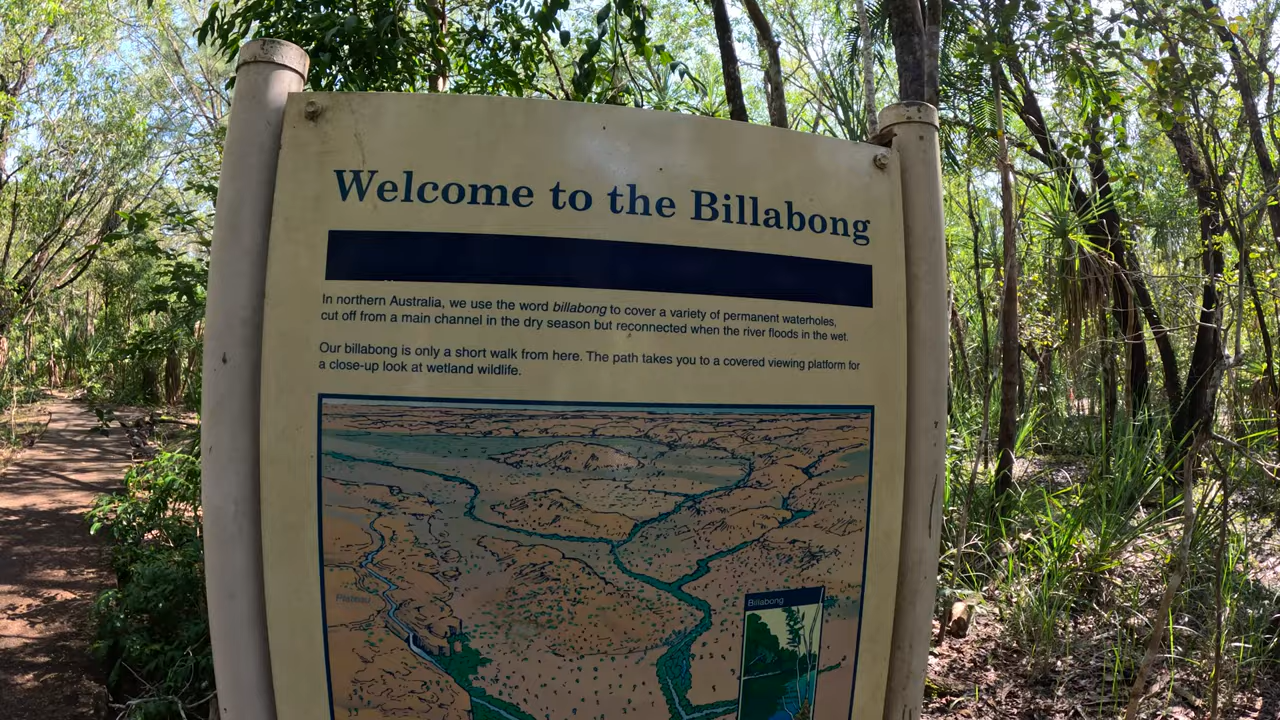 Welcome to the Billabong
In northern Australia, we use the word billabong to cover a variety of permanent waterholes,
cut off from a main channel in the dry season but reconnected when the river floods in the wet.
Our billabong is only a short walk from here. The path takes you to a covered viewing platform for
a close-up look at wetland wildlife.
Plateau
Billabong